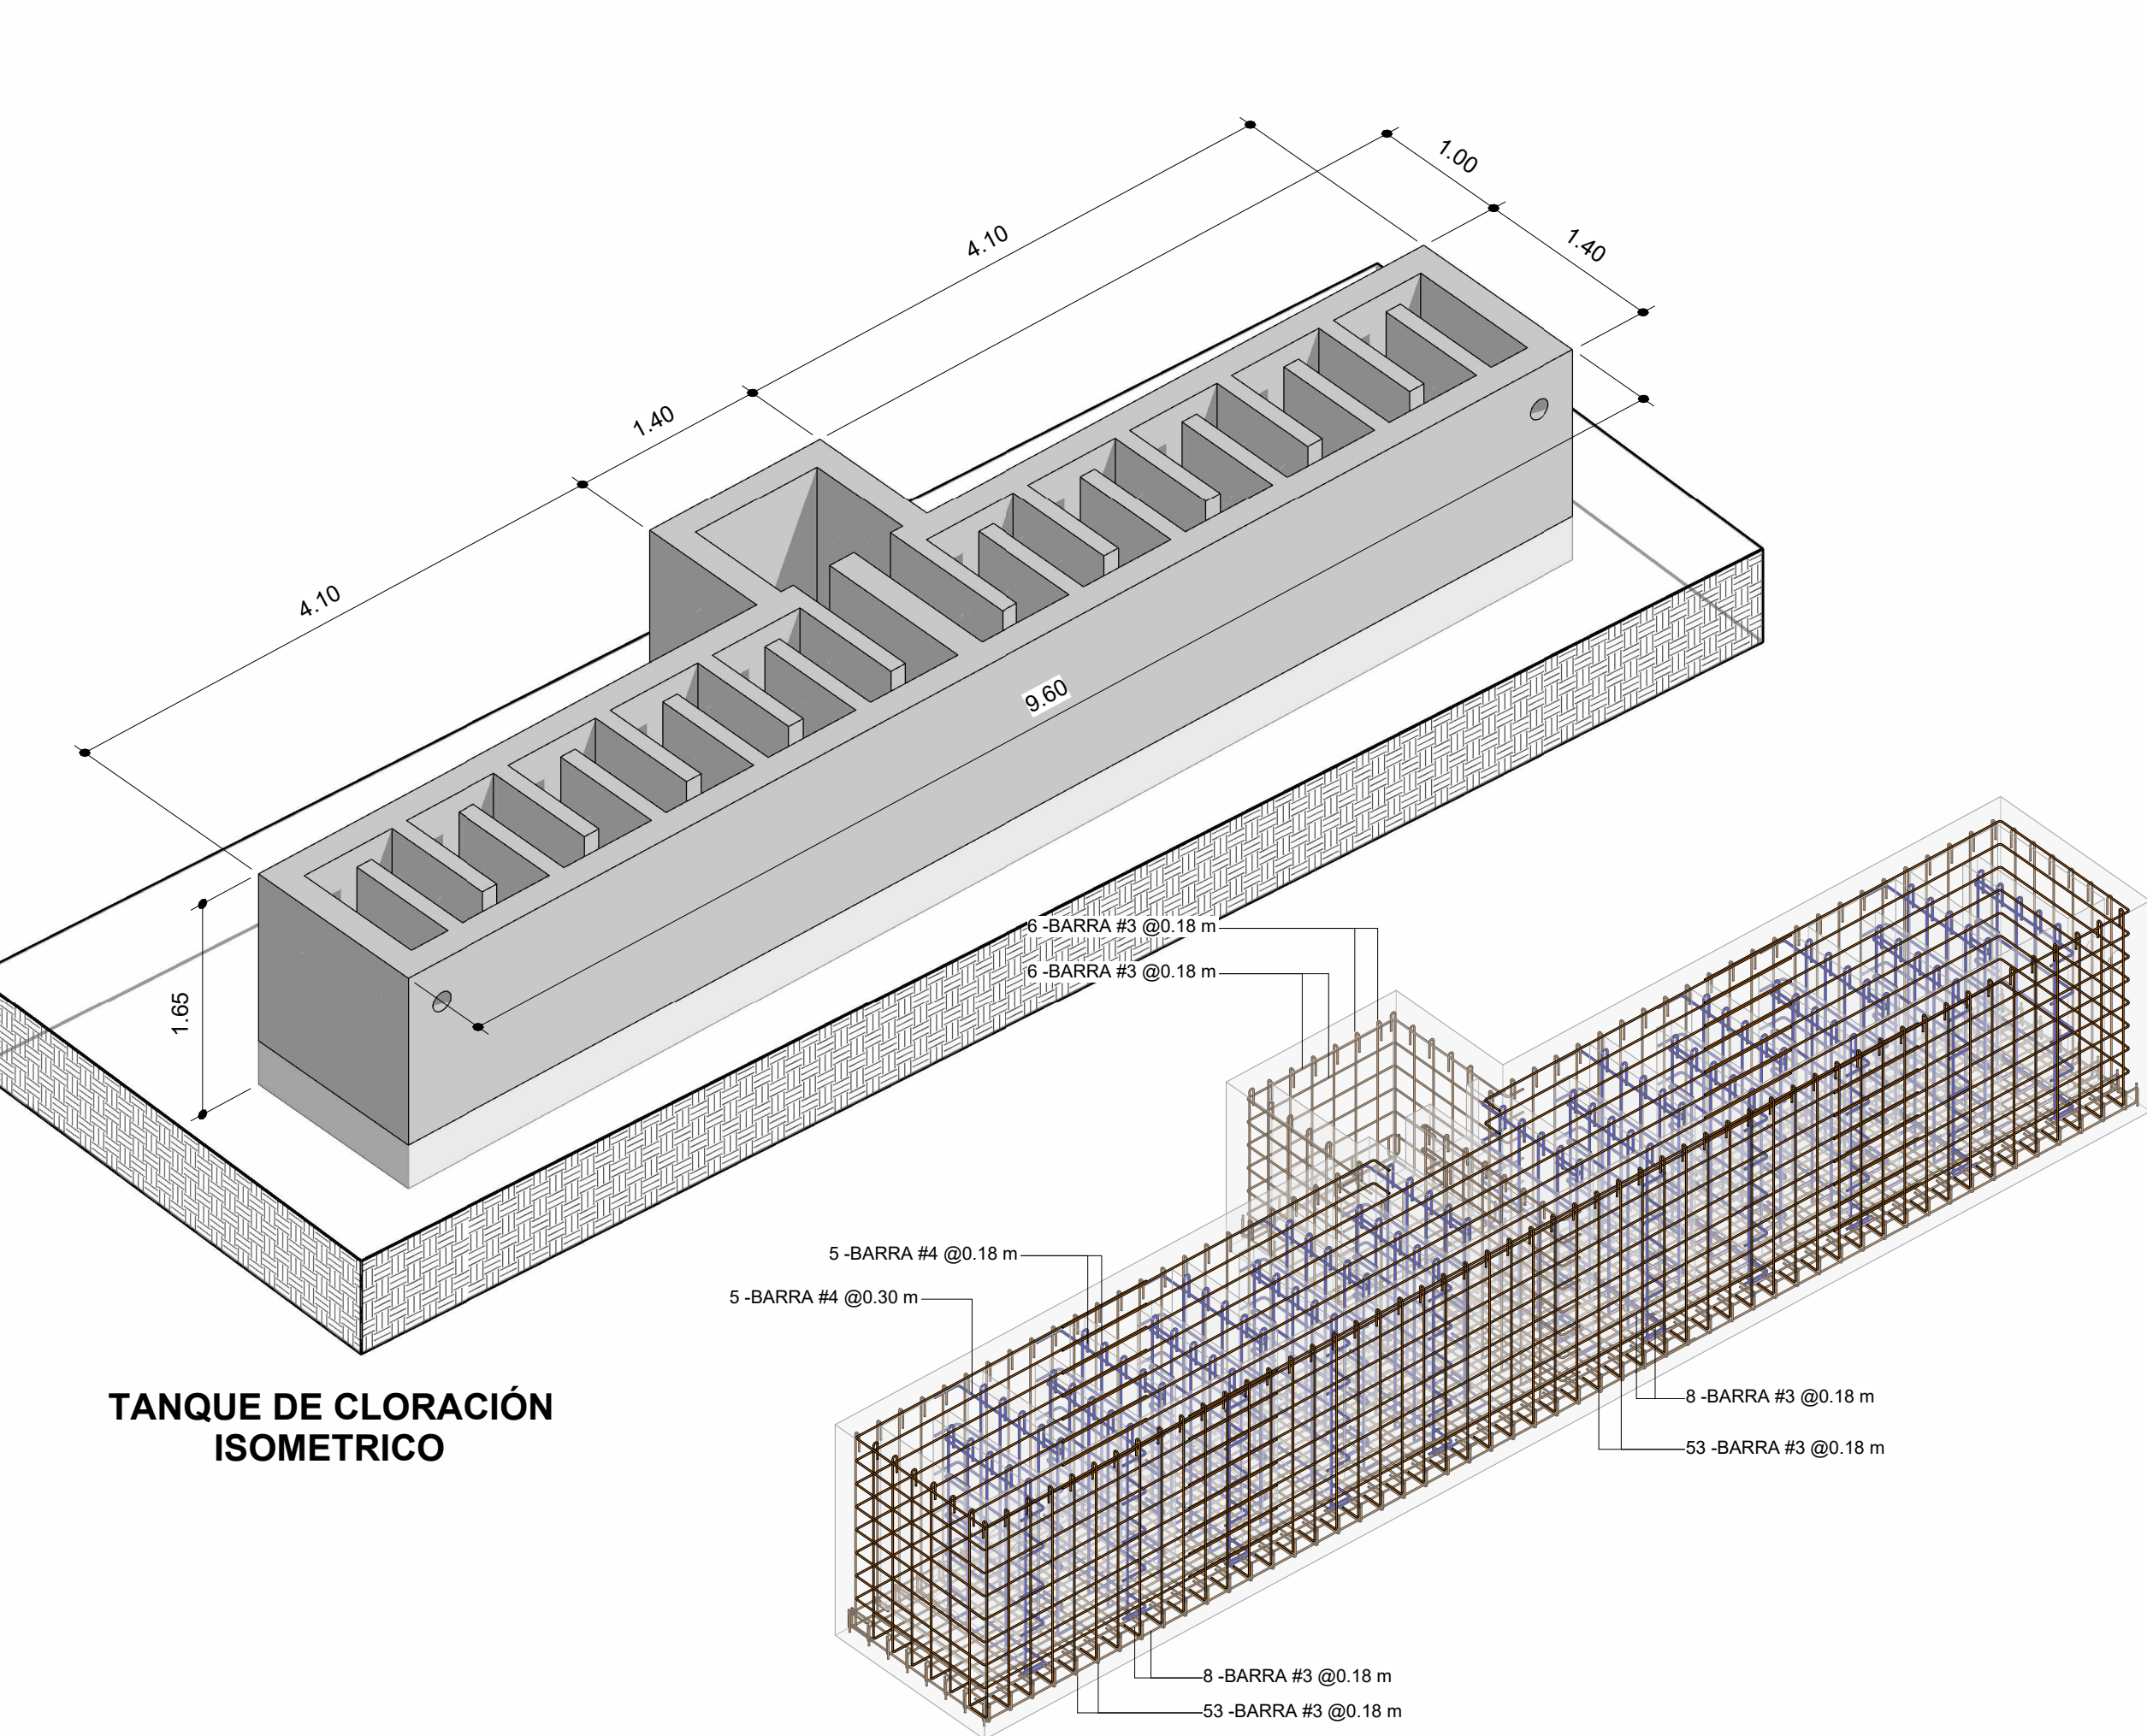 1.00
1.40
4.10
1.40
4.10
9.60
1.65
6 -BARRA #3 @0.18 m
6 -BARRA #3 @0.18 m
5 -BARRA #4 @0.18 m
5 -BARRA #4 @0.30 m
8 -BARRA #3 @0.18 m
53 -BARRA #3 @0.18 m
TANQUE DE CLORACIÓN
ISOMETRICO
8 -BARRA #3 @0.18 m
53 -BARRA #3 @0.18 m